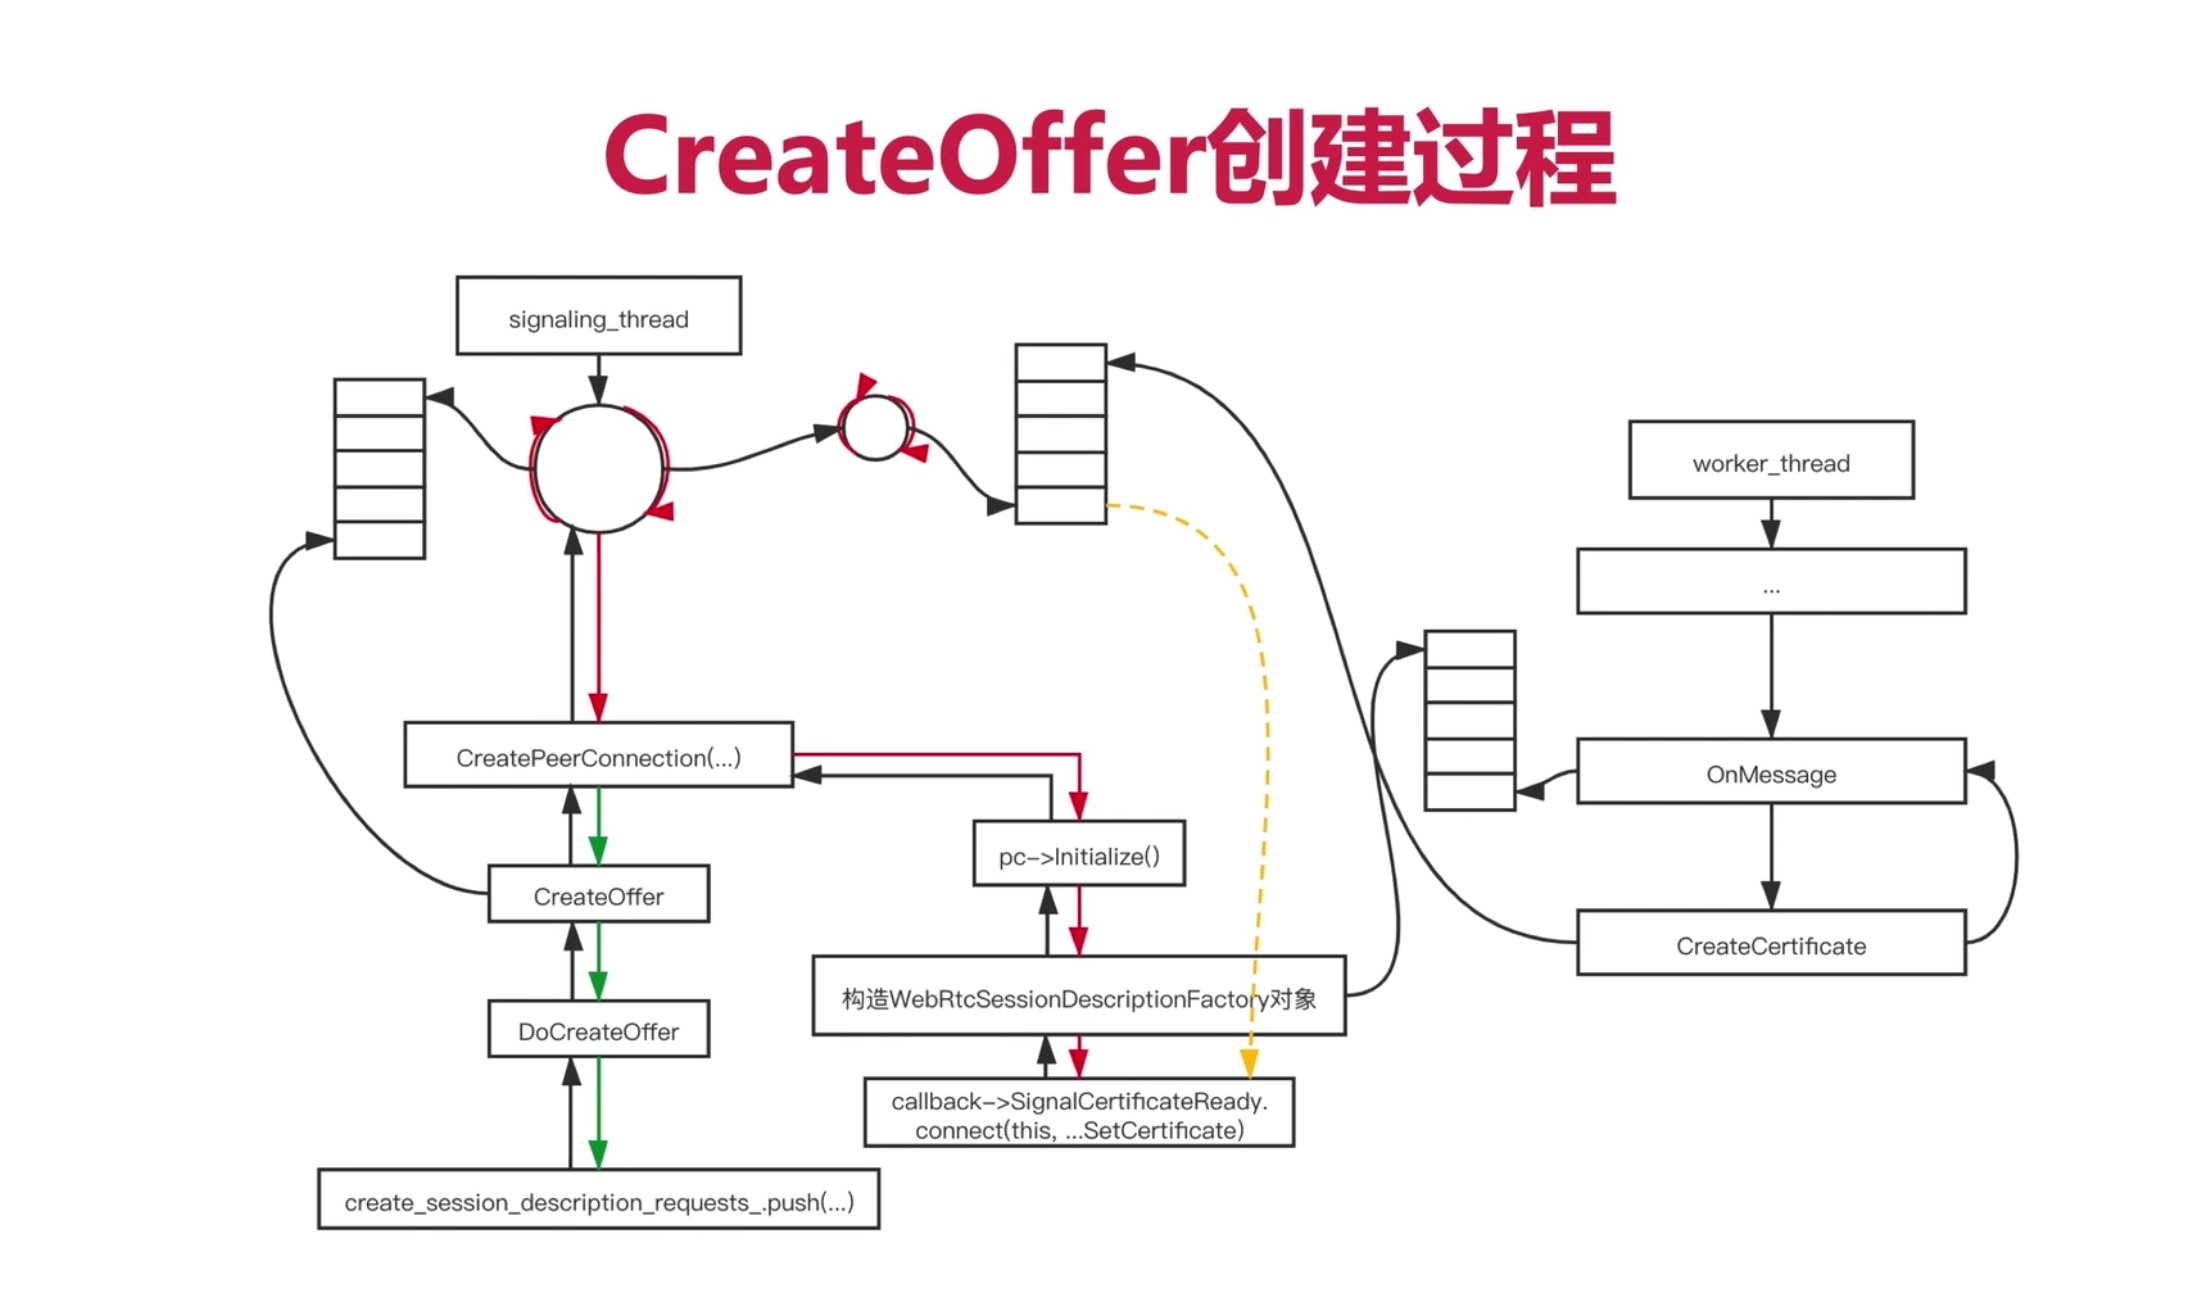 CreateOffer创建过程
signaling_thread
worker_thread
...
CreatePeerConnection(...)
OnMessage
pc->Initialize()
CreateOffer
CreateCertificate
构造WebRtcSessionDescriptionFactory对象
DoCreateOffer
callback->SignalCertificateReady.
connect(this, ...SetCertificate)
create_session_description_requests_.push(...)